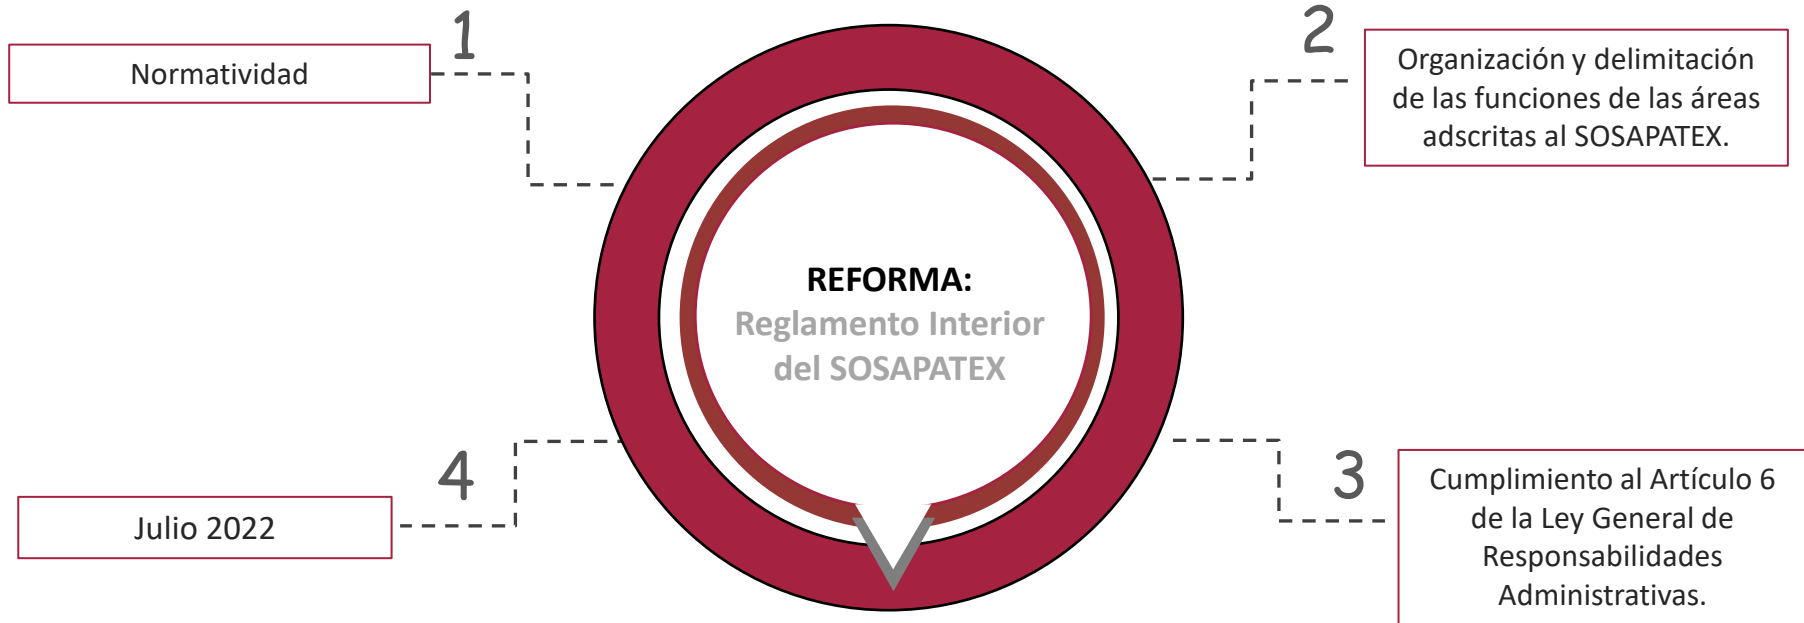 1
Normatividad
2
Organización y delimitación
de las funciones de las áreas
adscritas al SOSAPATEX.
REFORMA:
Reglamento Interior
del SOSAPATEX
3
Cumplimiento al Artículo 6
de la Ley General de
Responsabilidades
Administrativas.
4
Julio 2022